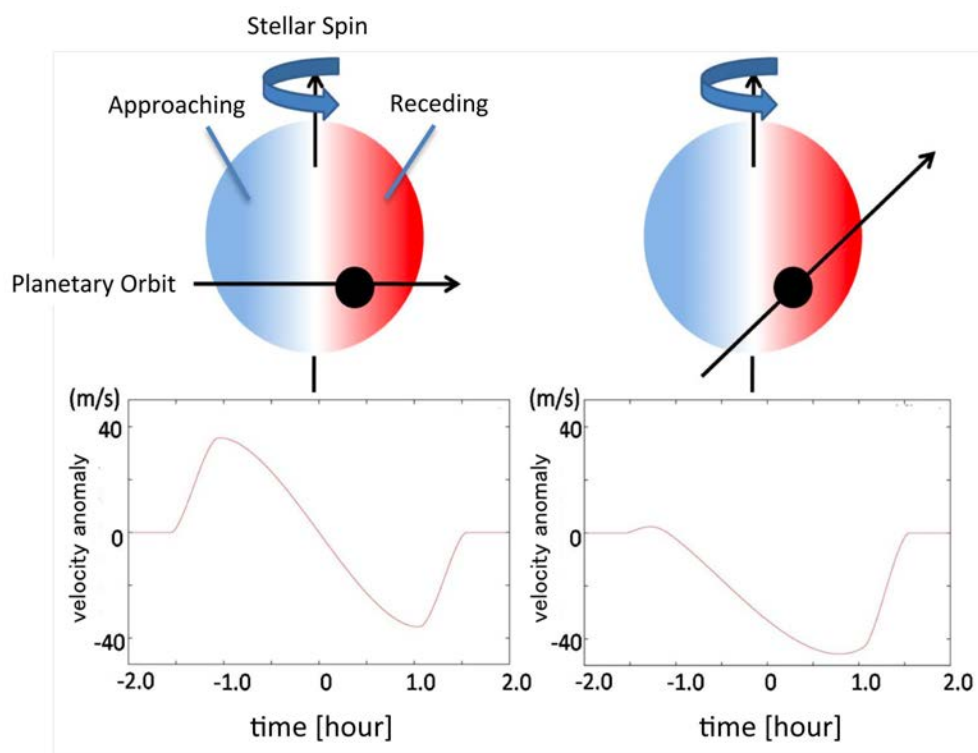 Stellar Spin
Approaching
Receding
Planetary Orbit
(m/s)
40
0
-40
velocity anomaly
-2.0 -1.0 0 1.0 2.0
time [hour]
(m/s)
40
0
-40
velocity anomaly
-2.0 -1.0 0 1.0 2.0
time [hour]